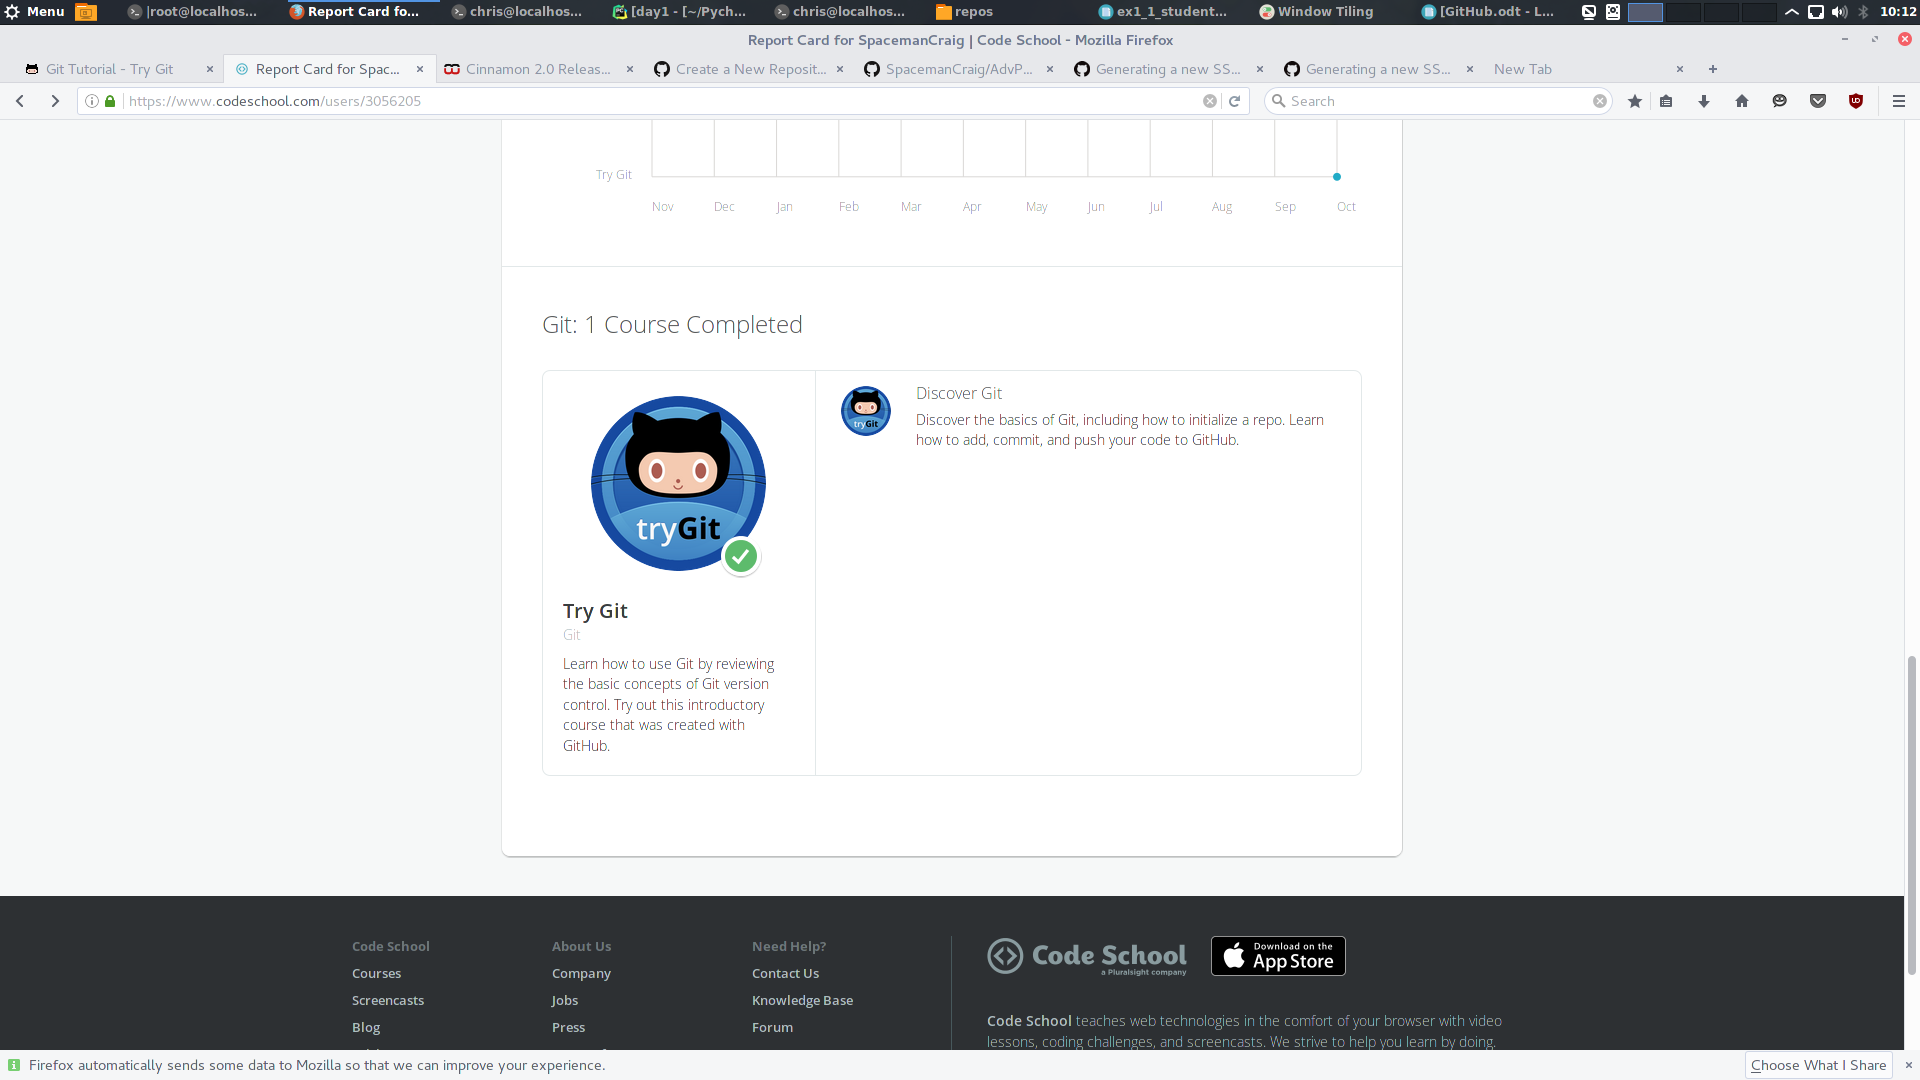 Menu
|root@localhos...
Report Card fo...
chris@localhos...
[day1 - [~/Pych...
chris@localhos...
repos
ex1_1_student...
Window Tiling
[GitHub.odt - L...
10:12
Report Card for SpacemanCraig | Code School - Mozilla Firefox
Git Tutorial - Try Git
Report Card for Spac...
Cinnamon 2.0 Releas...
Create a New Reposit...
SpacemanCraig/AdvP...
Generating a new SS...
Generating a new SS...
New Tab
https://www.codeschool.com/users/3056205
Search
Try Git
Nov Dec Jan Feb Mar Apr May Jun Jul Aug Sep Oct
Git: 1 Course Completed
tryGit
Try Git
Git
Learn how to use Git by reviewing
the basic concepts of Git version
control. Try out this introductory
course that was created with
GitHub.
tryGit
Discover Git
Discover the basics of Git, including how to initialize a repo. Learn
how to add, commit, and push your code to GitHub.
Code School
Courses
Screencasts
Blog
About Us
Company
Jobs
Press
Need Help?
Contact Us
Knowledge Base
Forum
Code School
a Pluralsight company
Download on the
App Store
Code School teaches web technologies in the comfort of your browser with video
lessons, coding challenges, and screencasts. We strive to help you learn by doing.
Firefox automatically sends some data to Mozilla so that we can improve your experience.
Choose What I Share